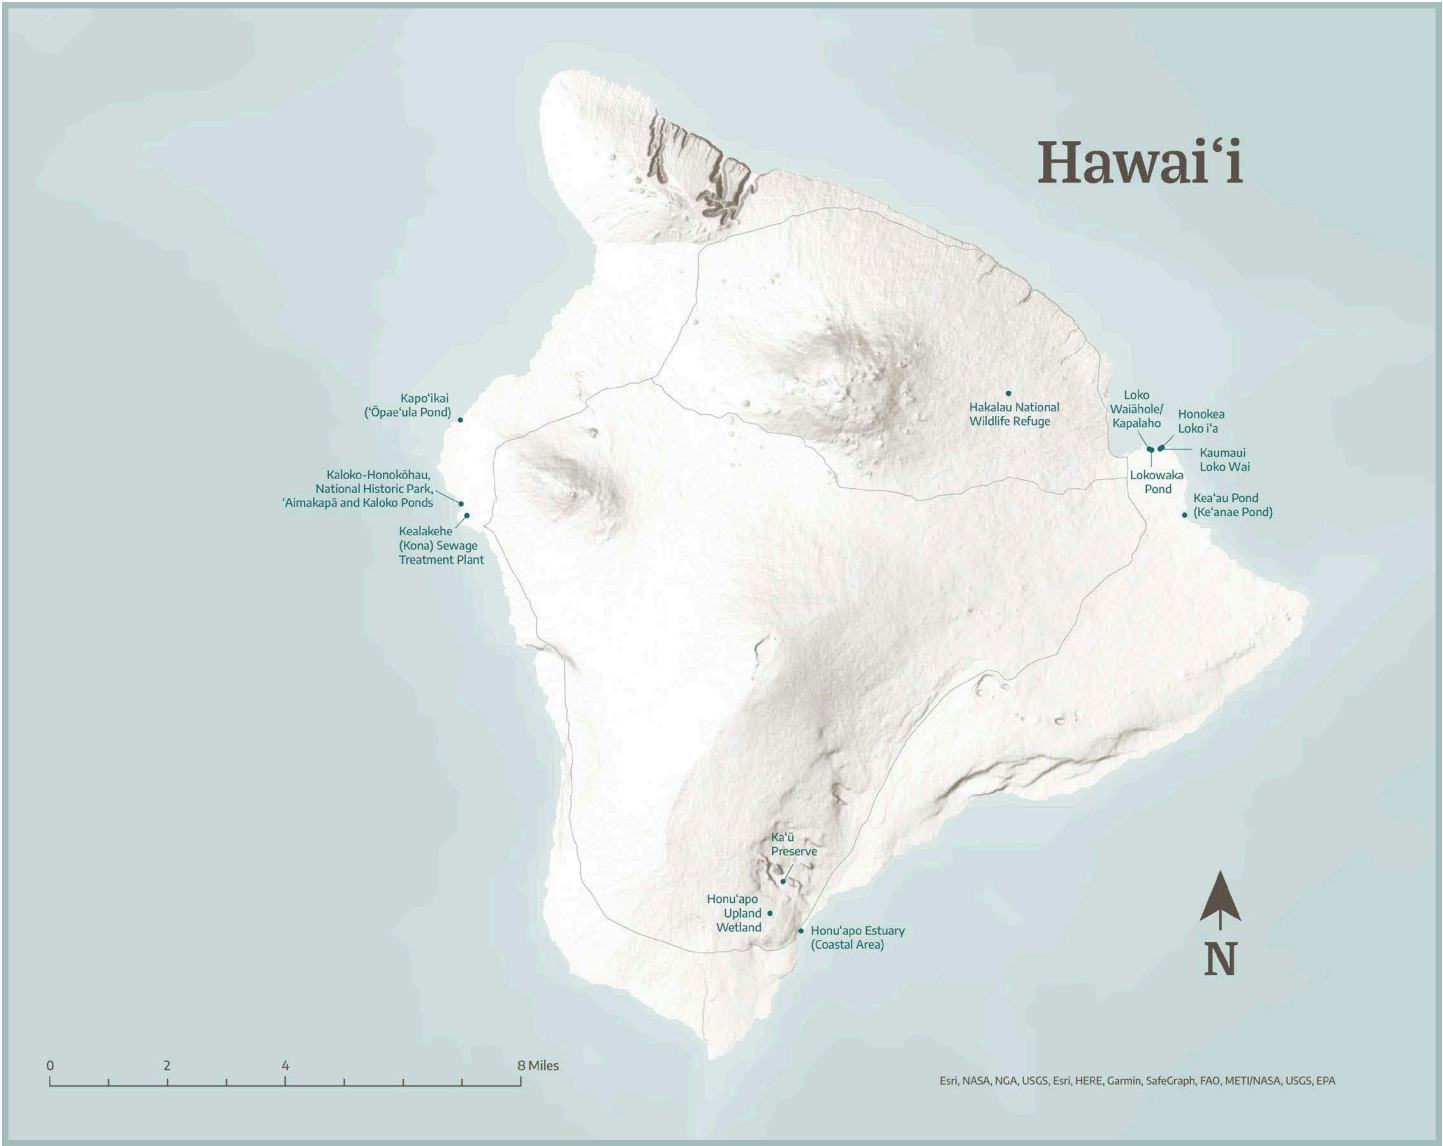 Hawaiʻi
Kapoʻikai
(ʻŌpaeʻula Pond)
Hakalau National
Wildlife Refuge
Loko
Waiāhole/
Kapalaho
Honokea
Loko iʻa
Kaumaui
Loko Wai
Lokowaka
Pond
Keaʻau Pond
(Keʻanae Pond)
Kaloko-Honokōhau,
National Historic Park,
ʻAimakapā and Kaloko Ponds
Kealakehe
(Kona) Sewage
Treatment Plant
Kaʻū
Preserve
Honuʻapo
Upland
Wetland
Honuʻapo Estuary
(Coastal Area)
N
0 2 4 8 Miles
Esri, NASA, NGA, USGS, Esri, HERE, Garmin, SafeGraph, FAO, METI/NASA, USGS, EPA